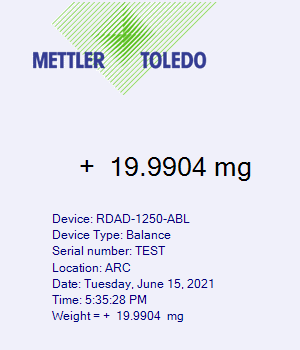 METTLER TOLEDO
+ 19.9904 mg
Device: RDAD-1250-ABL
Device Type: Balance
Serial number: TEST
Location: ARC
Date: Tuesday, June 15, 2021
Time: 5:35:28 PM
Weight = + 19.9904 mg